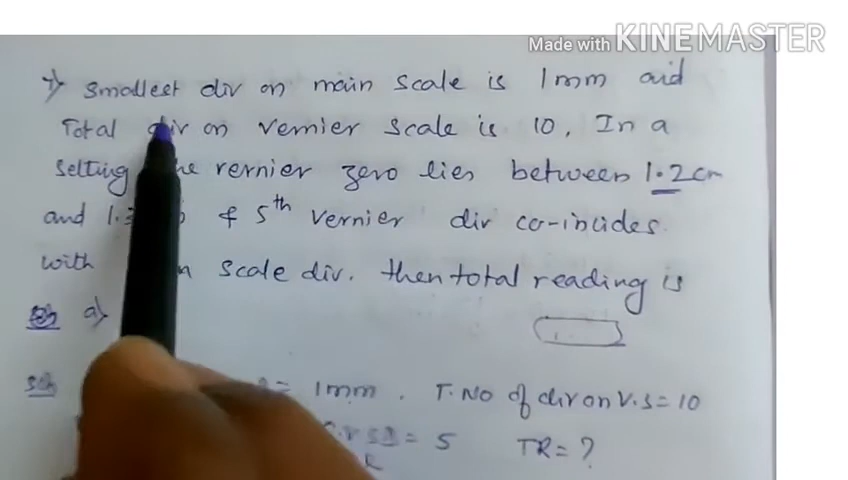 Made with KINEMASTER
1) Smallest div on main scale is 1mm and
Total div on vernier scale is 10, In a
setting vernier zero lies between 1.2cm
and & 5th vernier div co-incides
with scale div. then total reading is
a)
Sol = 1mm. T.No of div on V.S = 10
= 5 TR = ?